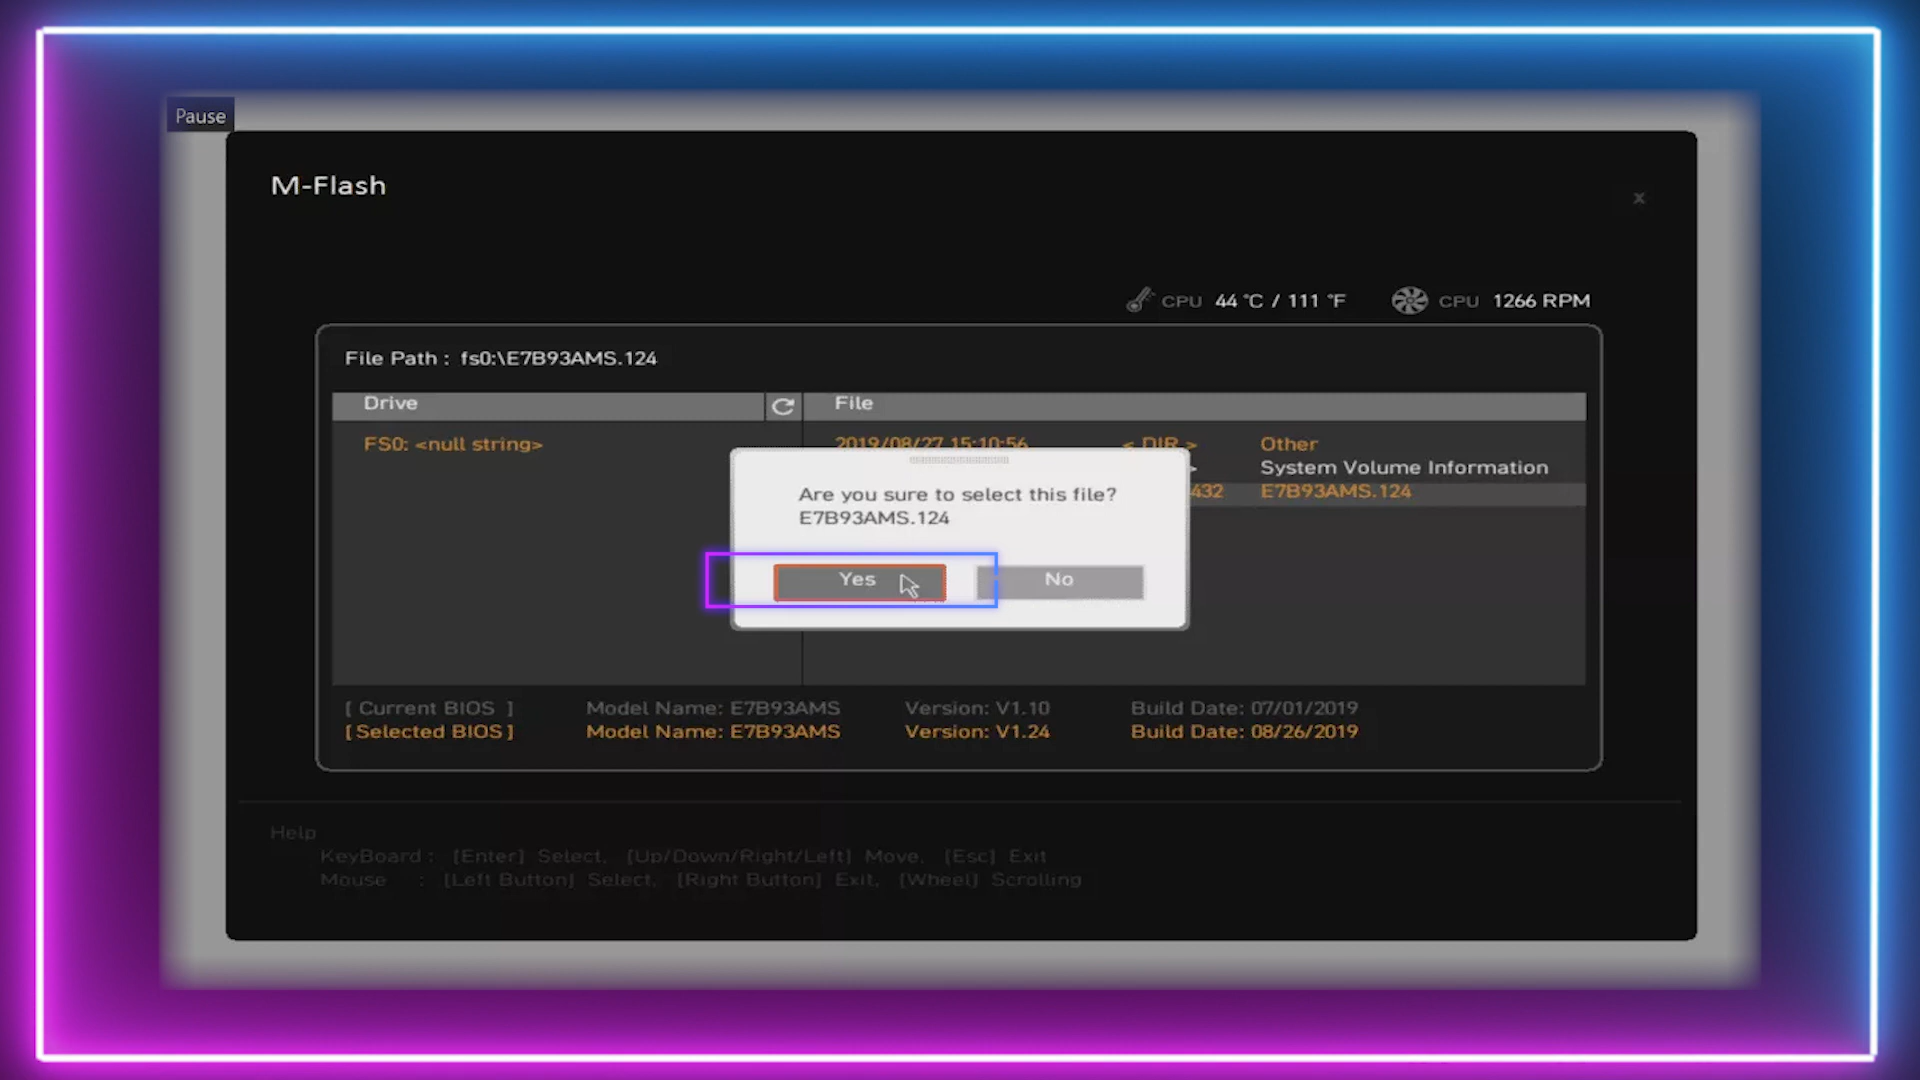 Pause
M-Flash
x
CPU 44 °C / 111 °F CPU 1266 RPM
File Path : fs0:\E7B93AMS.124
Drive File
FS0: <null string> 2019/08/27 15:10:56 < DIR > Other
System Volume Information
432 E7B93AMS.124
Are you sure to select this file?
E7B93AMS.124
Yes No
[ Current BIOS ] Model Name: E7B93AMS Version: V1.10 Build Date: 07/01/2019
[ Selected BIOS ] Model Name: E7B93AMS Version: V1.24 Build Date: 08/26/2019
Help
KeyBoard : [Enter] Select, [Up/Down/Right/Left] Move, [Esc] Exit
Mouse : [Left Button] Select, [Right Button] Exit, [Wheel] Scrolling